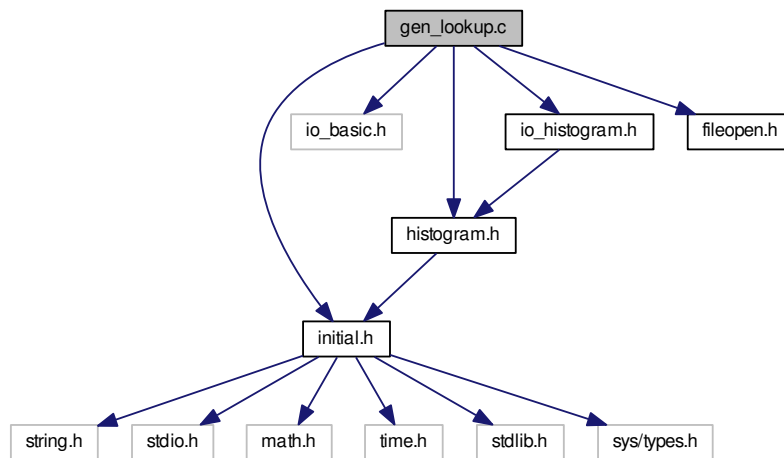 gen_lookup.c
io_basic.h
io_histogram.h
fileopen.h
histogram.h
initial.h
string.h
stdio.h
math.h
time.h
stdlib.h
sys/types.h